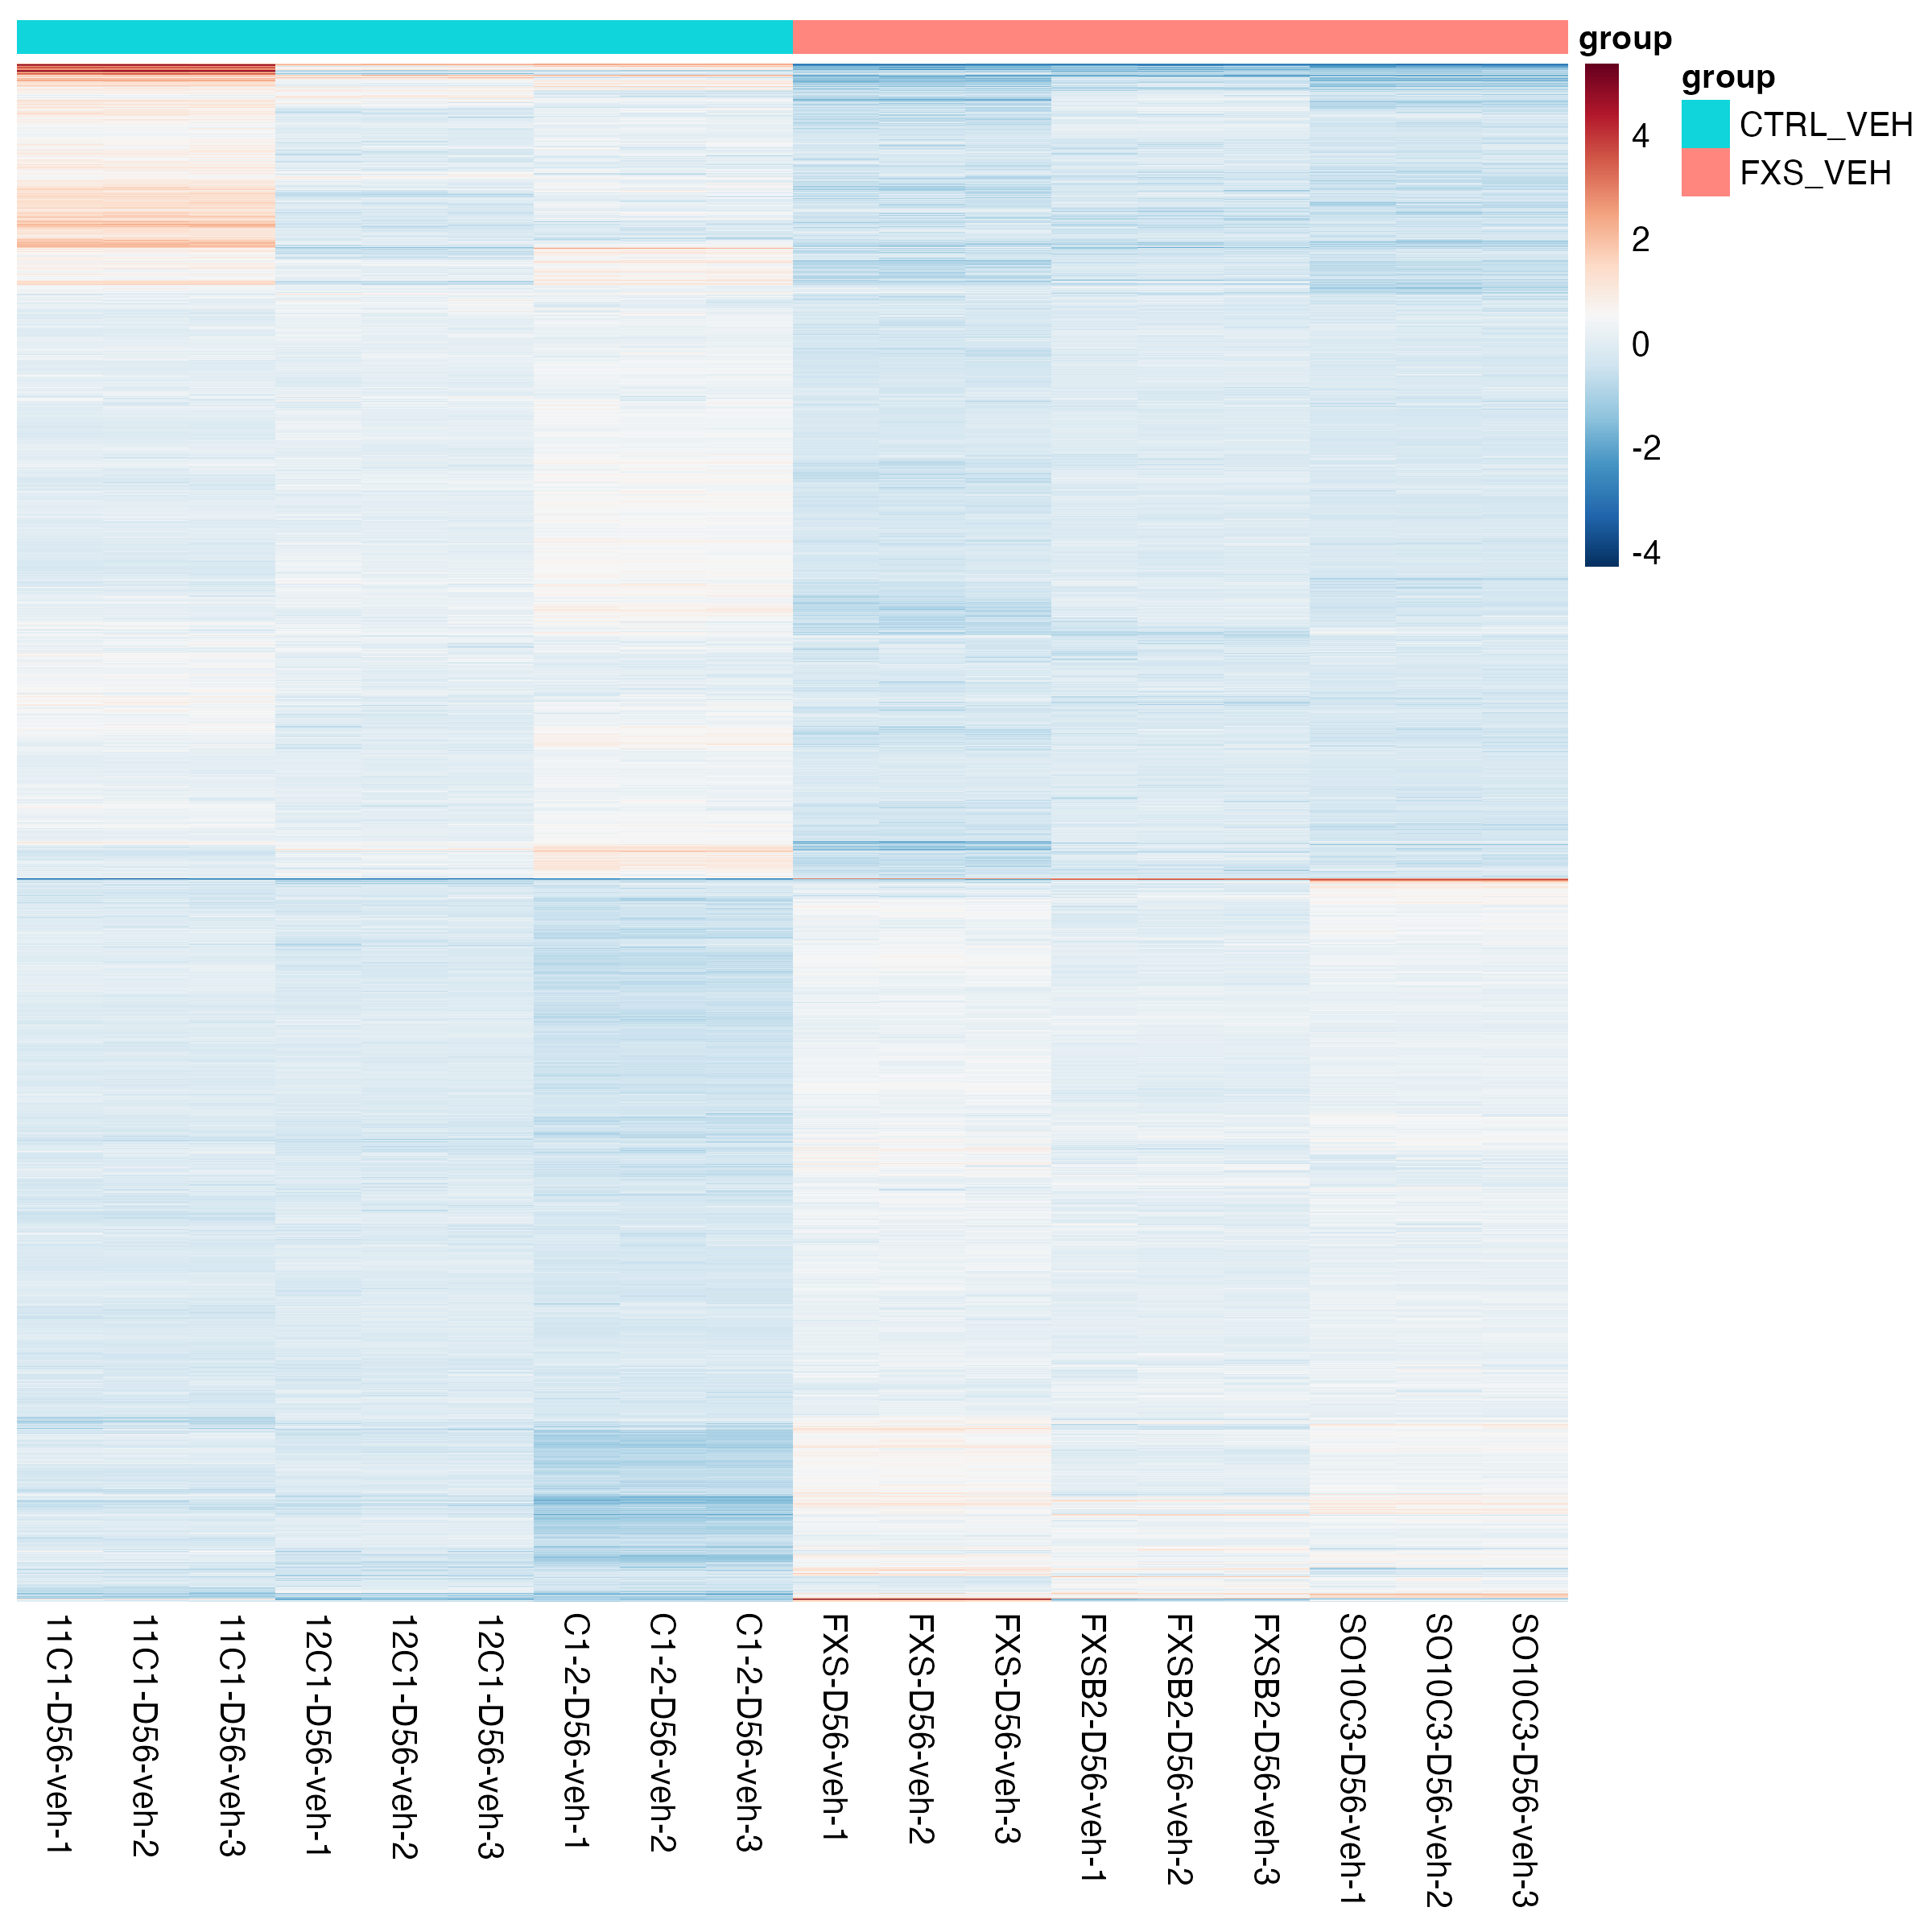 group
group
CTRL_VEH
FXS_VEH
4
2
0
-2
-4
11C1-D56-veh-1
11C1-D56-veh-2
11C1-D56-veh-3
12C1-D56-veh-1
12C1-D56-veh-2
12C1-D56-veh-3
C1-2-D56-veh-1
C1-2-D56-veh-2
C1-2-D56-veh-3
FXS-D56-veh-1
FXS-D56-veh-2
FXS-D56-veh-3
FXSB2-D56-veh-1
FXSB2-D56-veh-2
FXSB2-D56-veh-3
SO10C3-D56-veh-1
SO10C3-D56-veh-2
SO10C3-D56-veh-3